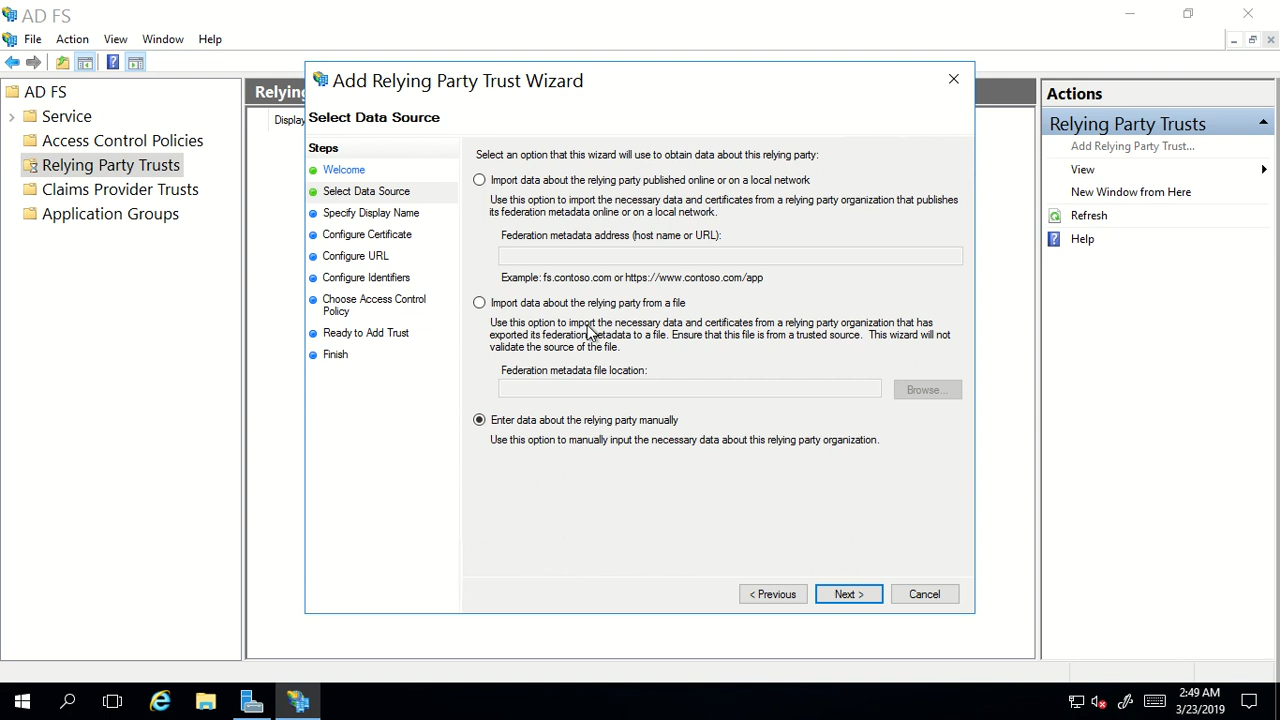 AD FS
File Action View Window Help
AD FS
Service
Access Control Policies
Relying Party Trusts
Claims Provider Trusts
Application Groups
Relying
Display
Add Relying Party Trust Wizard
Select Data Source
Steps
Welcome
Select Data Source
Specify Display Name
Configure Certificate
Configure URL
Configure Identifiers
Choose Access Control
Policy
Ready to Add Trust
Finish
Select an option that this wizard will use to obtain data about this relying party:
Import data about the relying party published online or on a local network
Use this option to import the necessary data and certificates from a relying party organization that publishes
its federation metadata online or on a local network.
Federation metadata address (host name or URL):
Example: fs.contoso.com or https://www.contoso.com/app
Import data about the relying party from a file
Use this option to import the necessary data and certificates from a relying party organization that has
exported its federation metadata to a file. Ensure that this file is from a trusted source. This wizard will not
validate the source of the file.
Federation metadata file location:
Browse...
Enter data about the relying party manually
Use this option to manually input the necessary data about this relying party organization.
< Previous
Next >
Cancel
Actions
Relying Party Trusts
Add Relying Party Trust...
View
New Window from Here
Refresh
Help
2:49 AM
3/23/2019